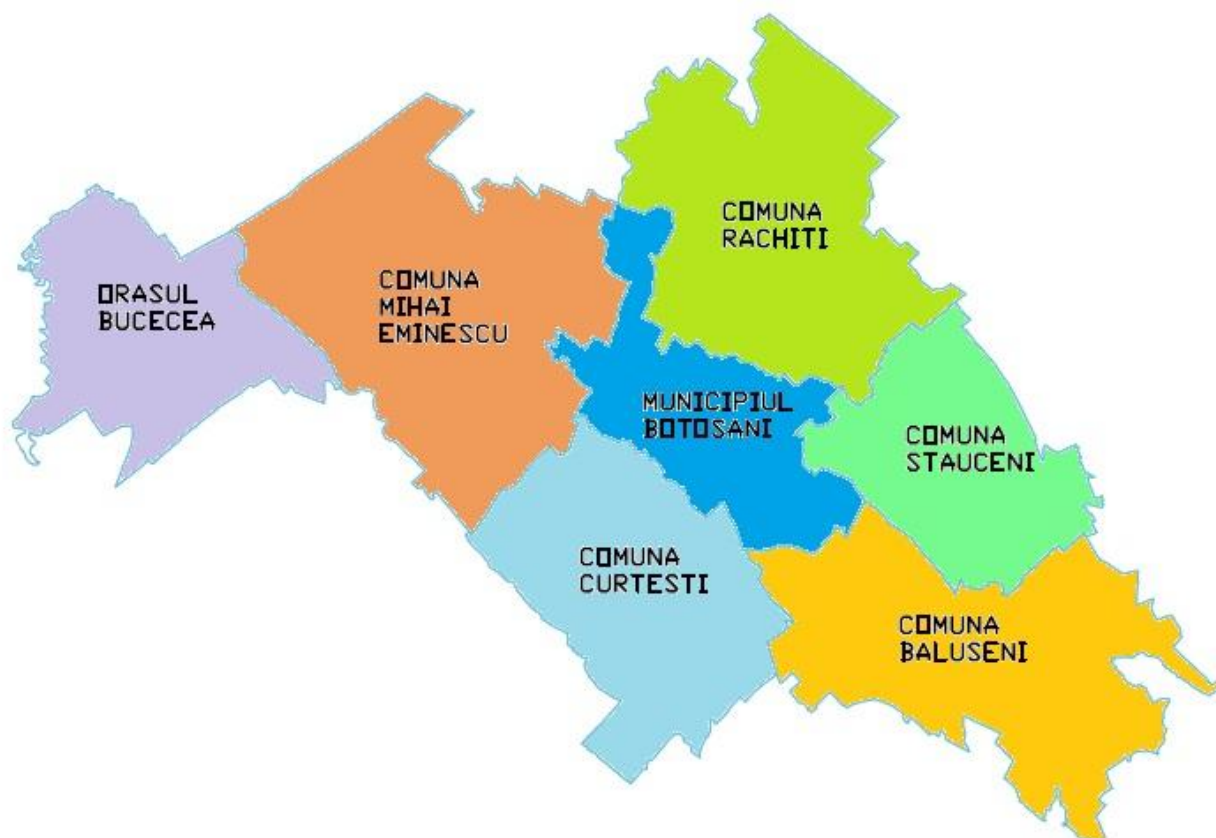 COMUNA
RACHITI
ORASUL
BUCECEA
COMUNA
MIHAI
EMINESCU
MUNICIPIUL
BOTOSANI
COMUNA
STAUCENI
COMUNA
CURTESTI
COMUNA
BALUSENI